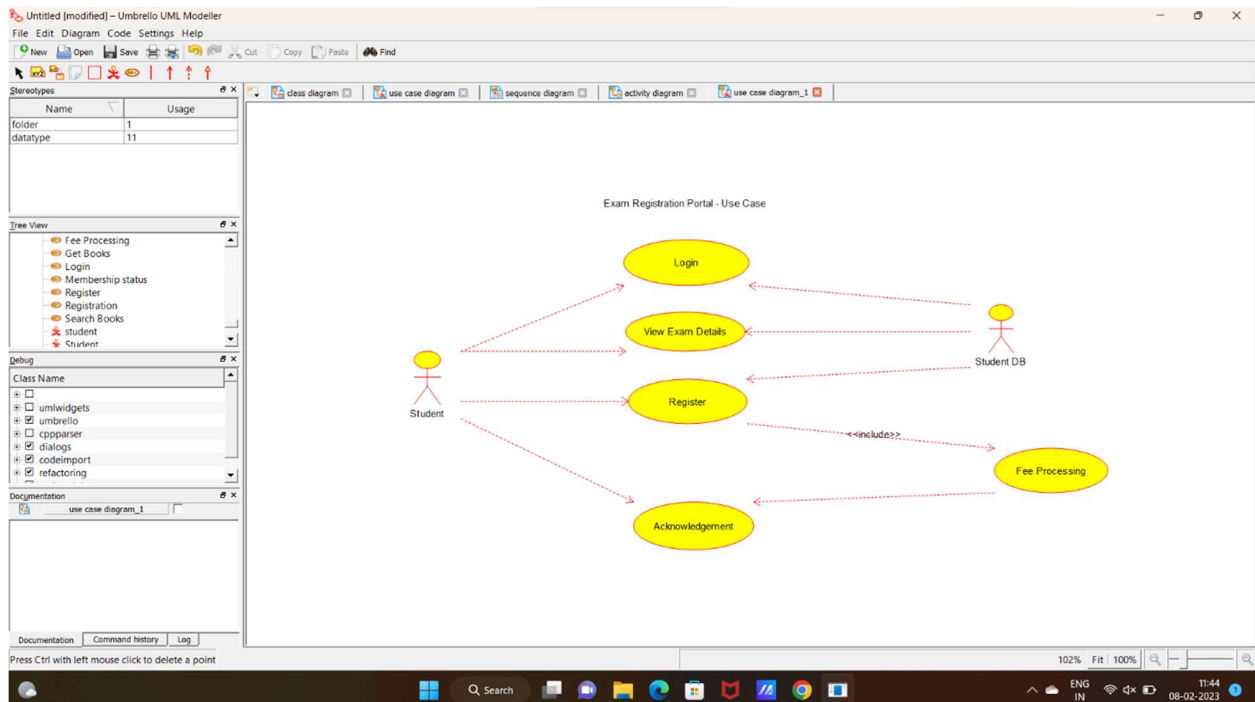 Untitled [modified] – Umbrello UML Modeller
File Edit Diagram Code Settings Help
New Open Save Cut Copy Paste Find
XYZ
Stereotypes
Name Usage
folder 1
datatype 11
class diagram use case diagram sequence diagram activity diagram use case diagram_1
Tree View
Fee Processing
Get Books
Login
Membership status
Register
Registration
Search Books
student
Student
Debug
Class Name
umlwidgets
umbrello
cppparser
dialogs
codeimport
refactoring
Documentation
use case diagram_1
Documentation Command history Log
Exam Registration Portal - Use Case
Login
View Exam Details
Student DB
Student
Register
<<include>>
Fee Processing
Acknowledgement
Press Ctrl with left mouse click to delete a point
102% Fit 100%
Search
ENG
IN
11:44
08-02-2023
1